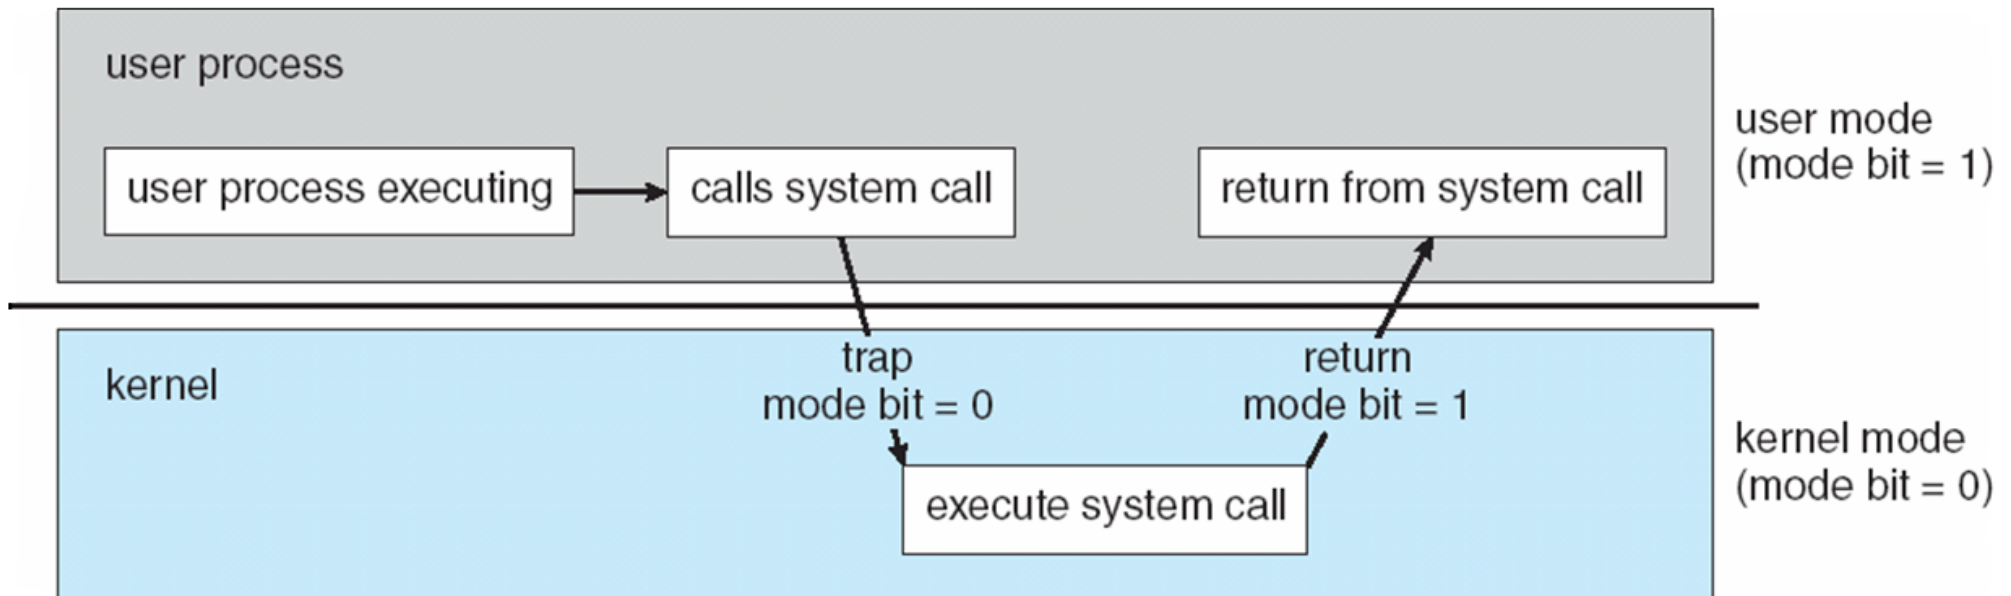 user process
user process executing
calls system call
return from system call
user mode
(mode bit = 1)
kernel
trap
mode bit = 0
return
mode bit = 1
execute system call
kernel mode
(mode bit = 0)